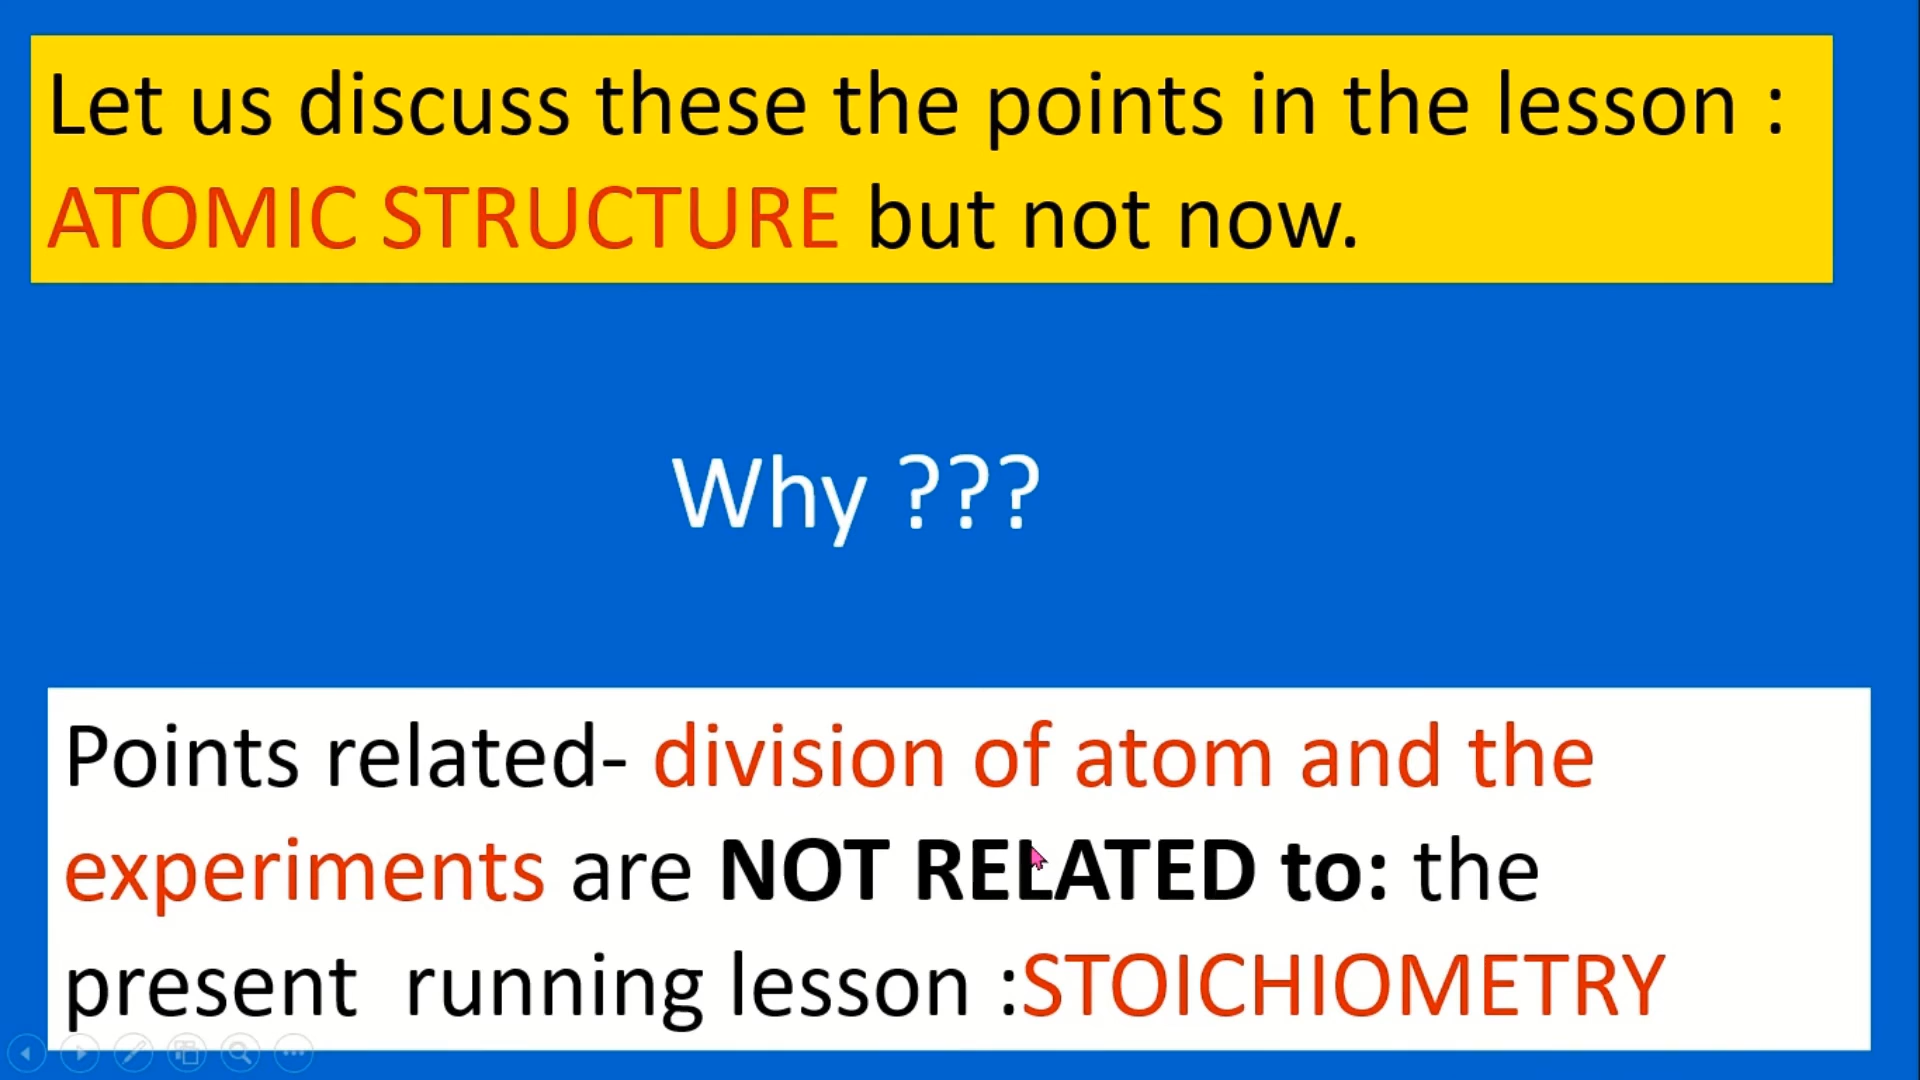 Let us discuss these the points in the lesson :
ATOMIC STRUCTURE but not now.
Why ???
Points related- division of atom and the
experiments are NOT RELATED to: the
present  running lesson :STOICHIOMETRY